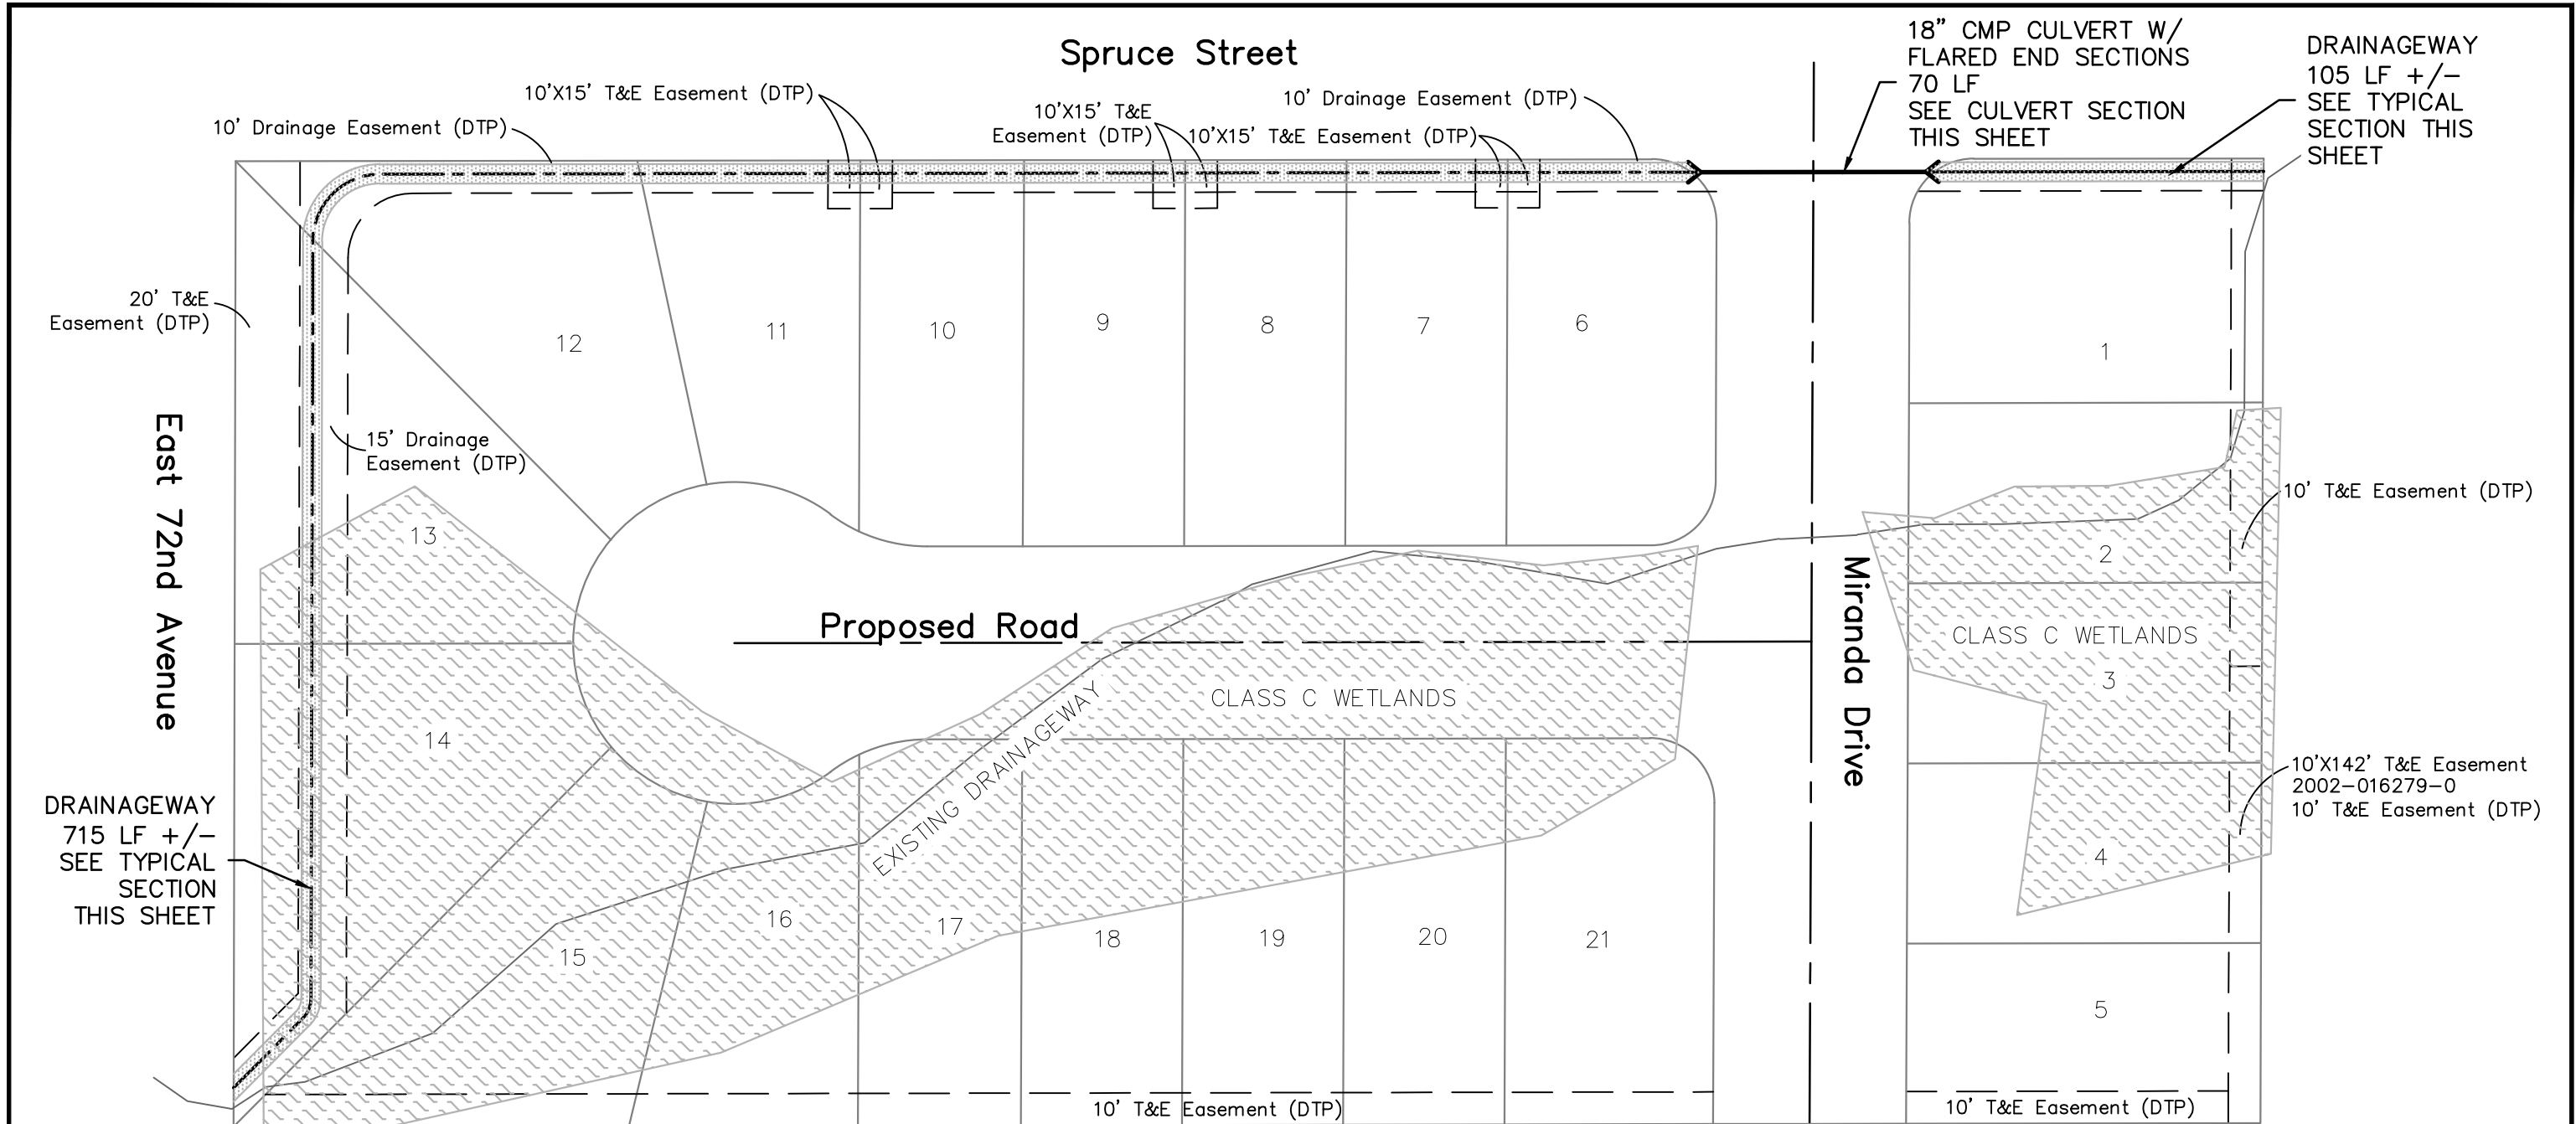 Spruce Street
18" CMP CULVERT W/
FLARED END SECTIONS
70 LF
SEE CULVERT SECTION
THIS SHEET
DRAINAGEWAY
105 LF +/-
SEE TYPICAL
SECTION THIS
SHEET
10'X15' T&E Easement (DTP)
10' Drainage Easement (DTP)
10'X15' T&E
Easement (DTP)
10'X15' T&E Easement (DTP)
10' Drainage Easement (DTP)
20' T&E
Easement (DTP)
12
11
10
9
8
7
6
1
East 72nd Avenue
15' Drainage
Easement (DTP)
13
10' T&E Easement (DTP)
2
Proposed Road
Miranda Drive
CLASS C WETLANDS
3
CLASS C WETLANDS
14
EXISTING DRAINAGEWAY
10'X142' T&E Easement
2002-016279-0
10' T&E Easement (DTP)
DRAINAGEWAY
715 LF +/-
SEE TYPICAL
SECTION
THIS SHEET
4
15
16
17
18
19
20
21
5
10' T&E Easement (DTP)
10' T&E Easement (DTP)